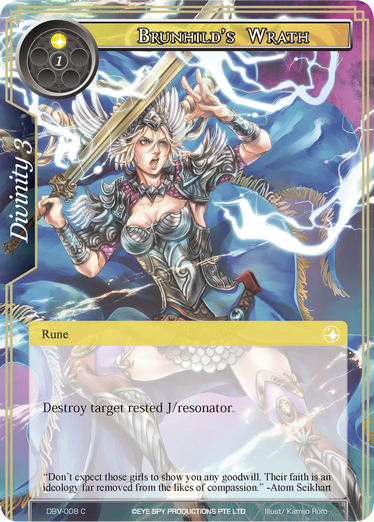 BRUNHILD'S WRATH
1
Divinity 3
Rune
Destroy target rested J/resonator.
"Don't expect those girls to show you any goodwill. Their faith is
ideology far removed from the likes of compassion." -Atom Seikhart
DBV-008 C
©EYE SPY PRODUCTIONS PTE LTD
Illust/ Kamijo Roro